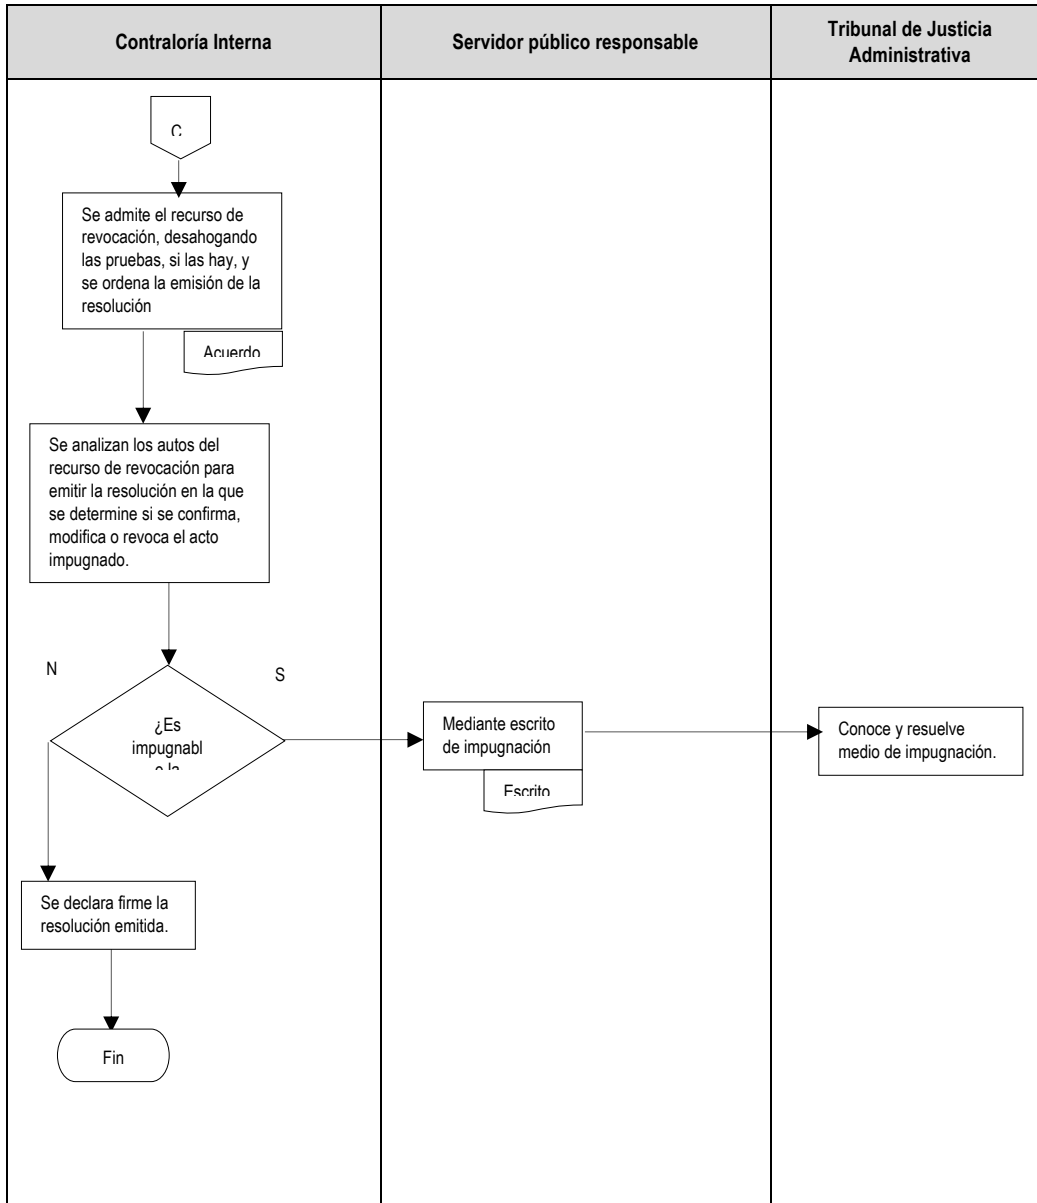 Contraloría Interna
Servidor público responsable
Tribunal de Justicia
Administrativa
C
Se admite el recurso de
revocación, desahogando
las pruebas, si las hay, y
se ordena la emisión de la
resolución
Acuerdo
Se analizan los autos del
recurso de revocación para
emitir la resolución en la que
se determine si se confirma,
modifica o revoca el acto
impugnado.
N
S
¿Es
impugnabl
e la
Mediante escrito
de impugnación
Escrito
Conoce y resuelve
medio de impugnación.
Se declara firme la
resolución emitida.
Fin